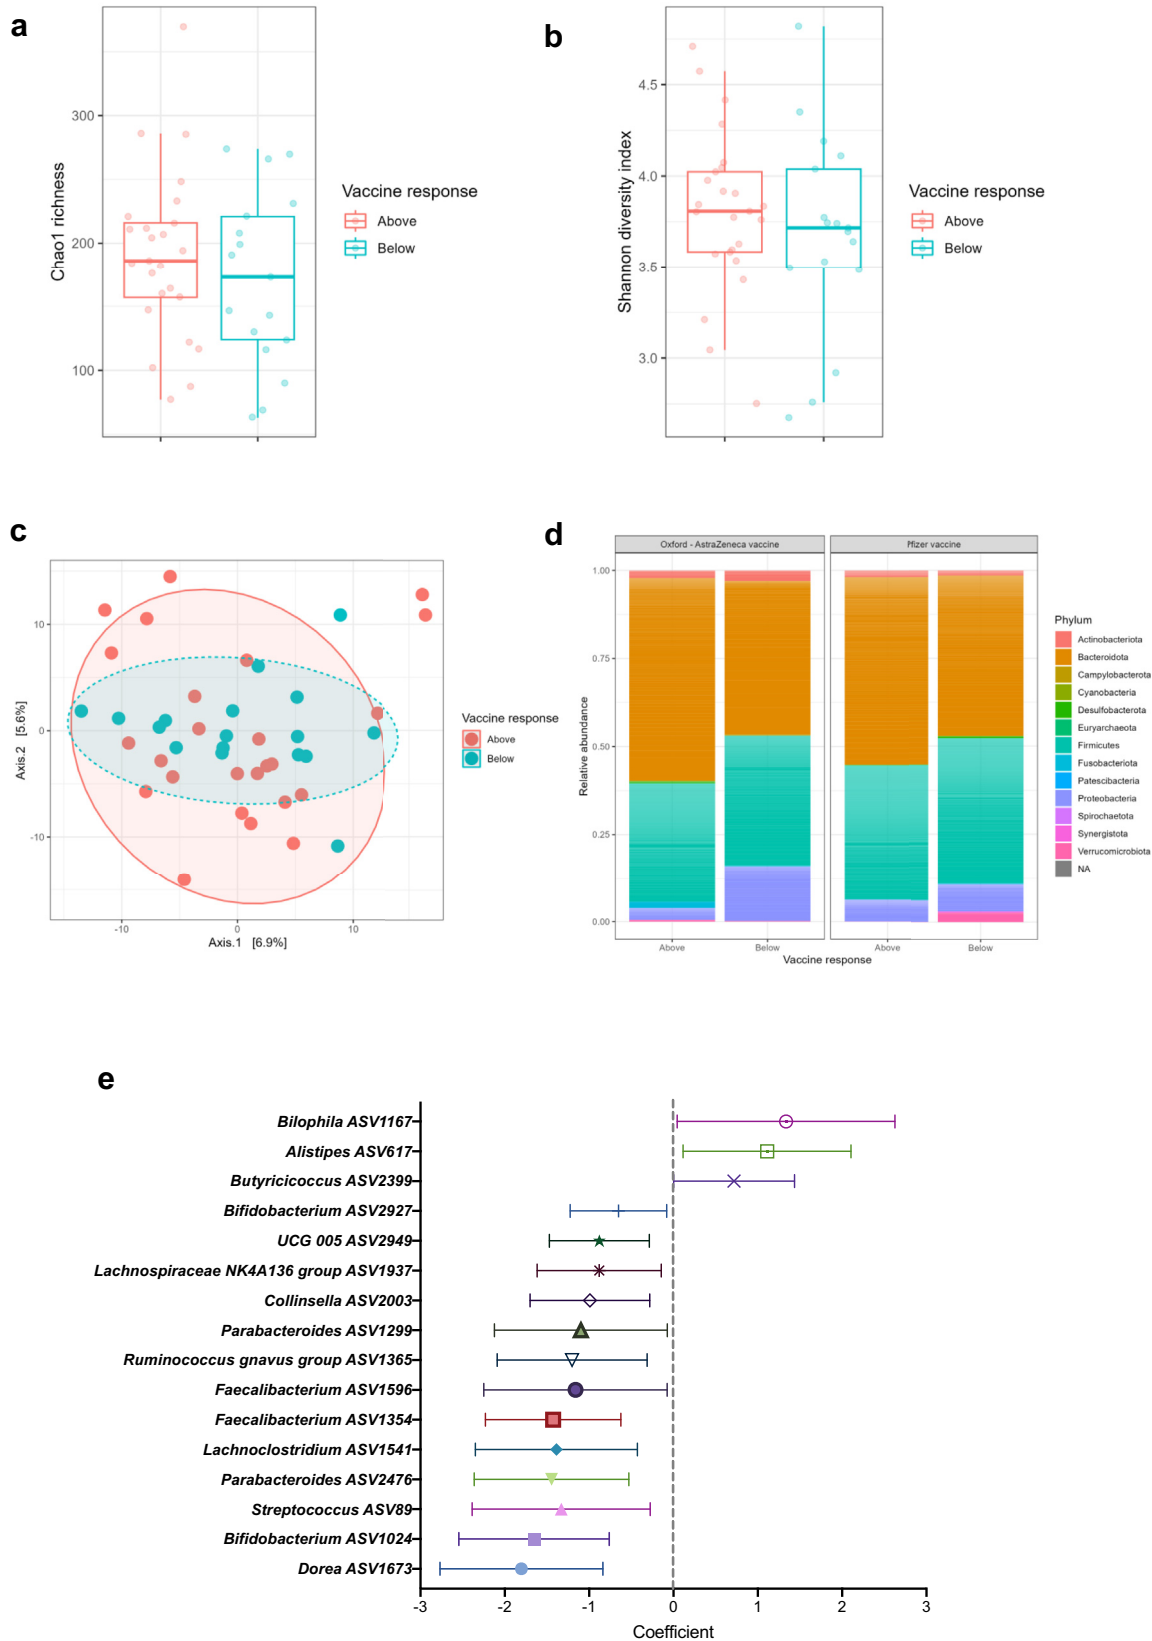 a
Chao1 richness
300
200
100
Vaccine response
Above
Below
b
Shannon diversity index
4.5
4.0
3.5
3.0
Vaccine response
Above
Below
c
Axis.2 [5.6%]
10
0
-10
-10
0
10
Axis.1 [6.9%]
Vaccine response
Above
Below
d
Oxford - AstraZeneca vaccine
Pfizer vaccine
Relative abundance
1.00
0.75
0.50
0.25
0.00
Above
Below
Above
Below
Vaccine response
Phylum
Actinobacteriota
Bacteroidota
Campylobacterota
Cyanobacteria
Desulfobacterota
Euryarchaeota
Firmicutes
Fusobacteriota
Patescibacteria
Proteobacteria
Spirochaetota
Synergistota
Verrucomicrobiota
NA
e
Bilophila ASV1167
Alistipes ASV617
Butyricicoccus ASV2399
Bifidobacterium ASV2927
UCG 005 ASV2949
Lachnospiraceae NK4A136 group ASV1937
Collinsella ASV2003
Parabacteroides ASV1299
Ruminococcus gnavus group ASV1365
Faecalibacterium ASV1596
Faecalibacterium ASV1354
Lachnoclostridium ASV1541
Parabacteroides ASV2476
Streptococcus ASV89
Bifidobacterium ASV1024
Dorea ASV1673
-3
-2
-1
0
1
2
3
Coefficient